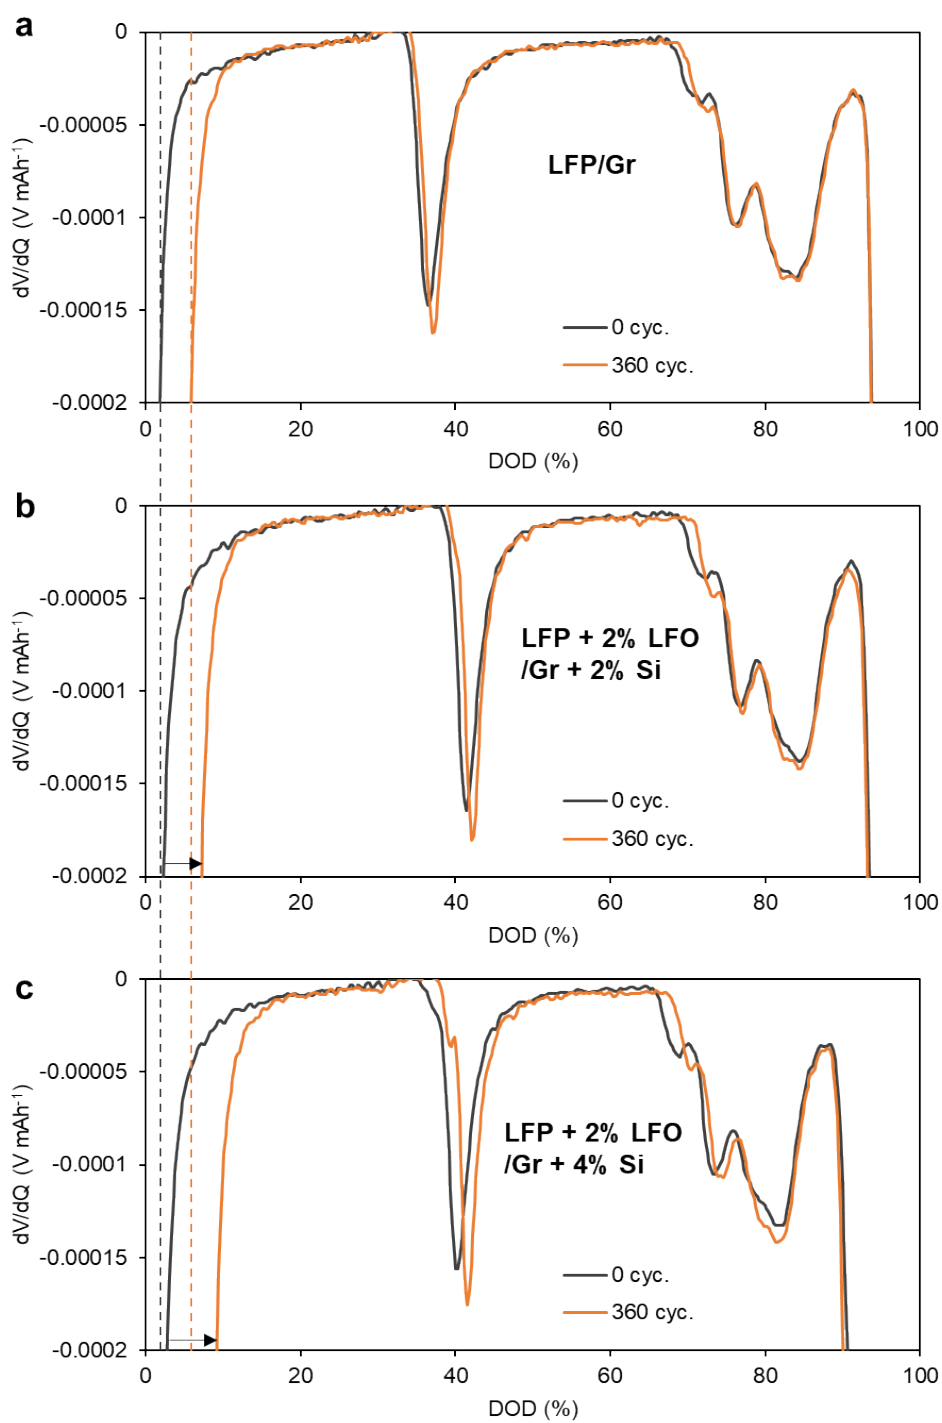 a
0
-0.00005
-0.0001
-0.00015
-0.0002
dV/dQ (V mAh⁻¹)
LFP/Gr
0 cyc.
360 cyc.
0 20 40 60 80 100
DOD (%)
b
0
-0.00005
-0.0001
-0.00015
-0.0002
dV/dQ (V mAh⁻¹)
LFP + 2% LFO
/Gr + 2% Si
0 cyc.
360 cyc.
0 20 40 60 80 100
DOD (%)
c
0
-0.00005
-0.0001
-0.00015
-0.0002
dV/dQ (V mAh⁻¹)
LFP + 2% LFO
/Gr + 4% Si
0 cyc.
360 cyc.
0 20 40 60 80 100
DOD (%)